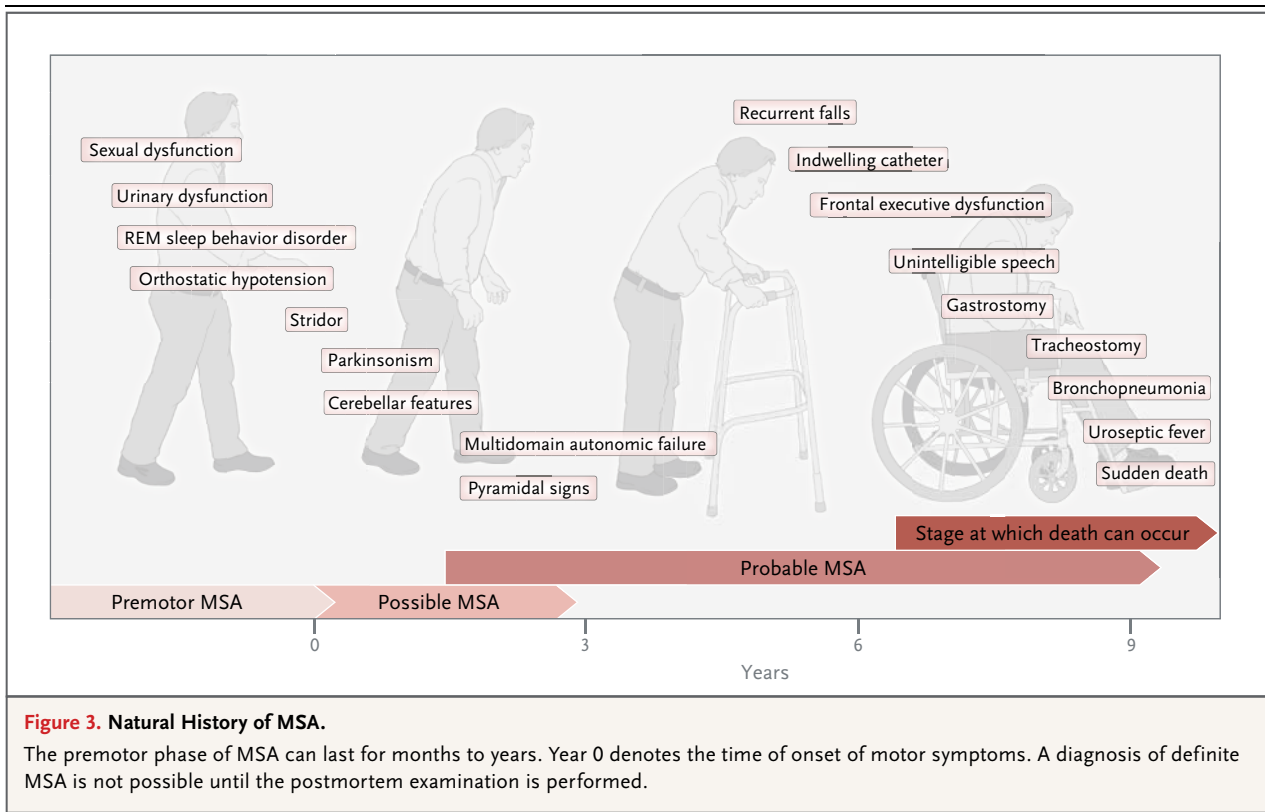 Recurrent falls
Sexual dysfunction
Indwelling catheter
Urinary dysfunction
Frontal executive dysfunction
REM sleep behavior disorder
Unintelligible speech
Orthostatic hypotension
Gastrostomy
Stridor
Tracheostomy
Parkinsonism
Bronchopneumonia
Cerebellar features
Uroseptic fever
Multidomain autonomic failure
Sudden death
Pyramidal signs
Stage at which death can occur
Probable MSA
Premotor MSA
Possible MSA
0
3
6
9
Years
Figure 3. Natural History of MSA.
The premotor phase of MSA can last for months to years. Year 0 denotes the time of onset of motor symptoms. A diagnosis of definite
MSA is not possible until the postmortem examination is performed.